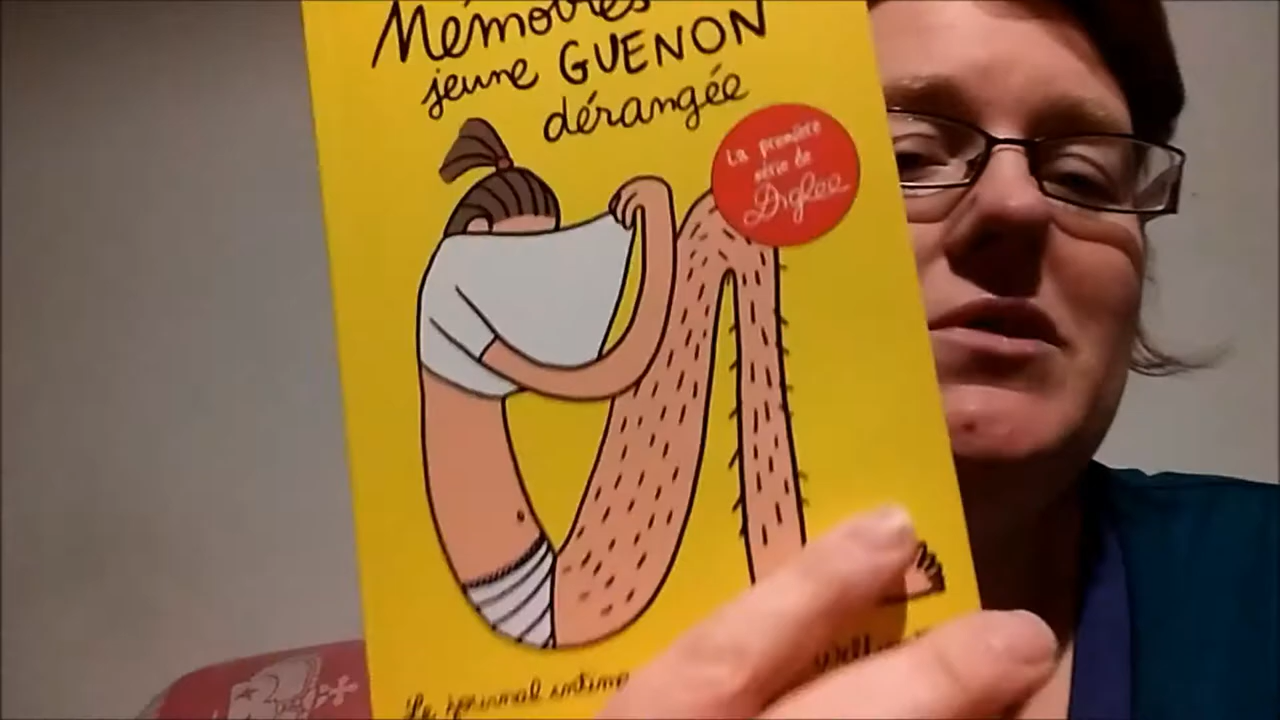 Mémoires
jeune GUENON
dérangée
La première
série de
Diglee
Le journal intime